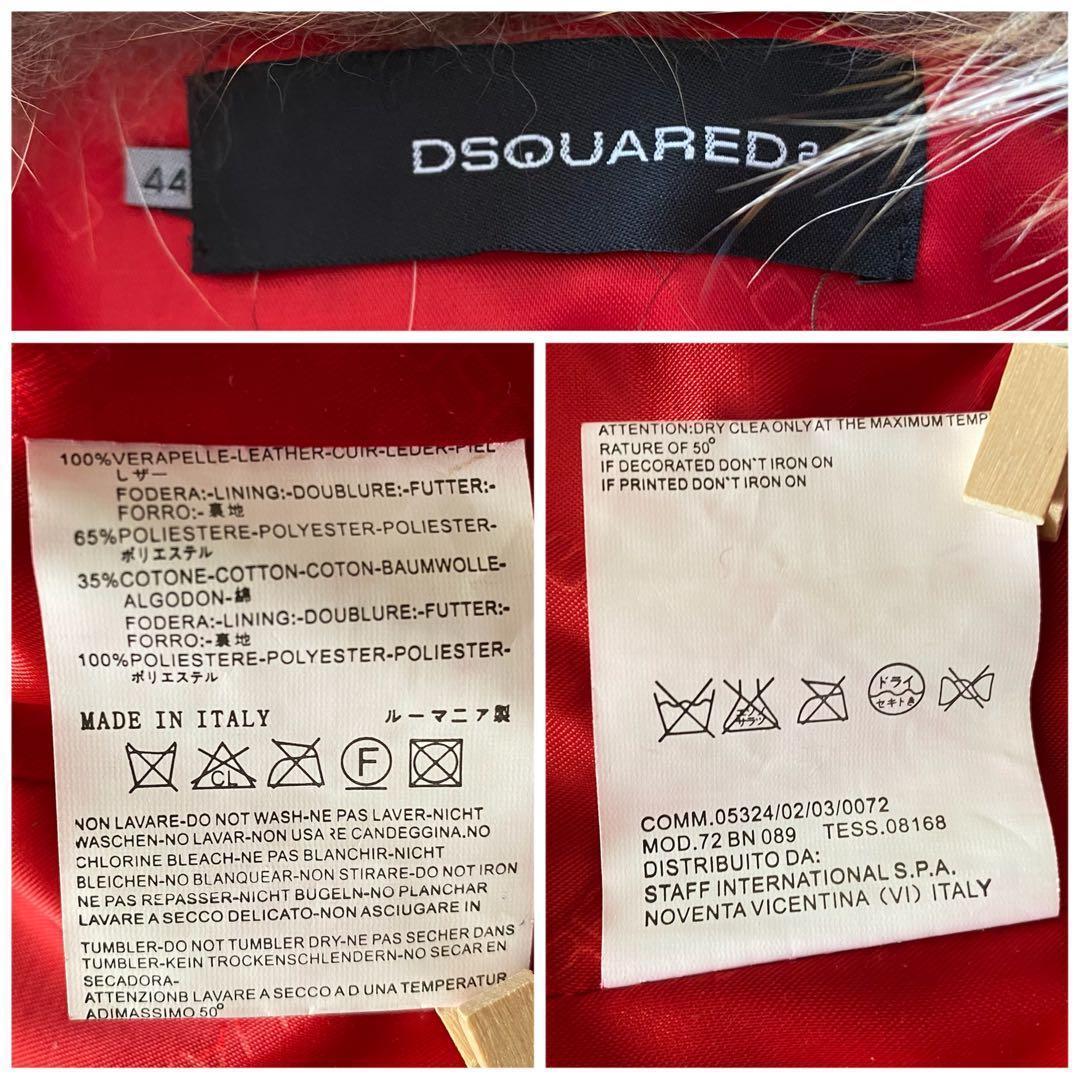 44
DSQUARED2
100%VERAPELLE-LEATHER-CUIR-LEDER-PIEL
レザー
FODERA:-LINING:-DOUBLURE:-FUTTER:-
FORRO:-裏地
65%POLIESTERE-POLYESTER-POLIESTER-
ポリエステル
35%COTONE-COTTON-COTON-BAUMWOLLE-
ALGODON-綿
FODERA:-LINING:-DOUBLURE:-FUTTER:-
FORRO:-裏地
100%POLIESTERE-POLYESTER-POLIESTER-
ポリエステル
MADE IN ITALY ルーマニア製
CL F
NON LAVARE-DO NOT WASH-NE PAS LAVER-NICHT
WASCHEN-NO LAVAR-NON USA RE CANDEGGINA.NO
CHLORINE BLEACH-NE PAS BLANCHIR-NICHT
BLEICHEN-NO BLANQUEAR-NON STIRARE-DO NOT IRON
NE PAS REPASSER-NICHT BUGELN-NO PLANCHAR
LAVARE A SECCO DELICATO-NON ASCIUGARE IN
TUMBLER-DO NOT TUMBLER DRY-NE PAS SECHER DANS
TUMBLER-KEIN TROCKENSCHLENDERN-NO SECAR EN
SECADORA-
ATTENZIONB LAVARE A SECCO A D UNA TEMPERATUR
ADIMASSIMO 50°
ATTENTION:DRY CLEA ONLY AT THE MAXIMUM TEMP
RATURE OF 50°
IF DECORATED DON`T IRON ON
IF PRINTED DON`T IRON ON
エンソ
サラシ
ドライ
セキトき
COMM.05324/02/03/0072
MOD.72 BN 089 TESS.08168
DISTRIBUITO DA:
STAFF INTERNATIONAL S.P.A.
NOVENTA VICENTINA (VI) ITALY